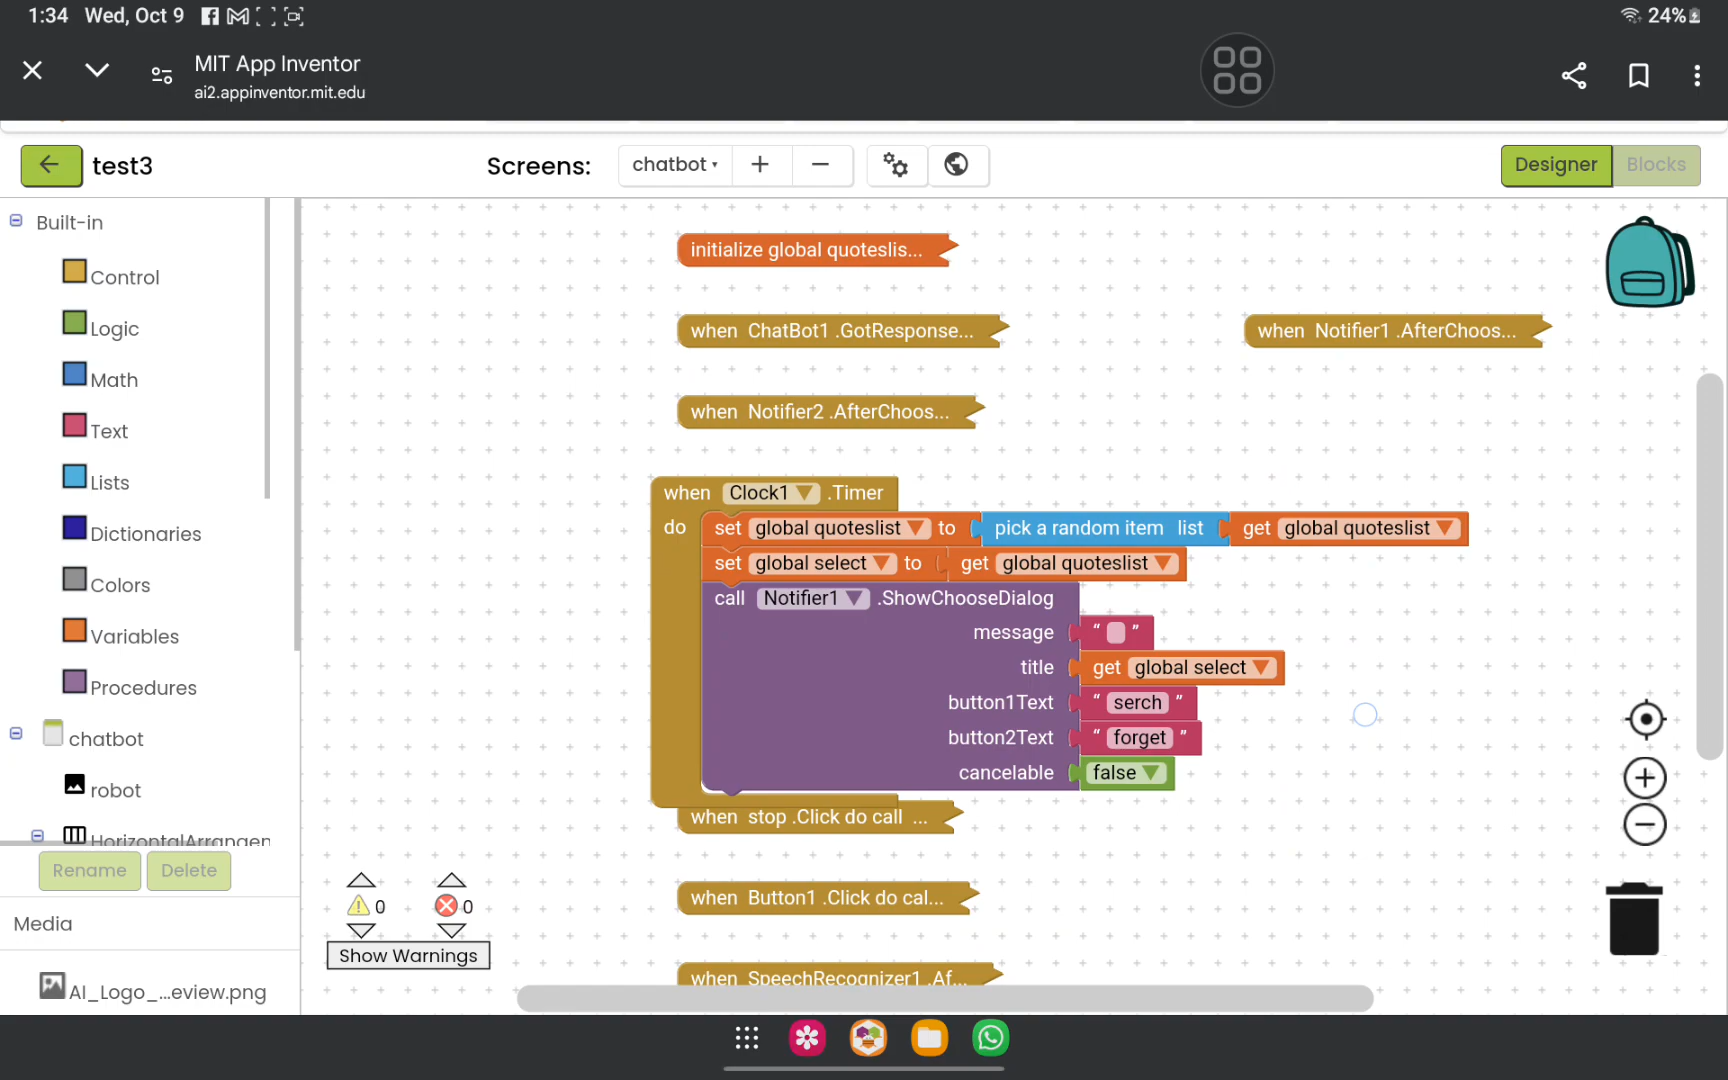 1:34 Wed, Oct 9
24%
MIT App Inventor
ai2.appinventor.mit.edu
test3
Screens:
chatbot
Designer
Blocks
Built-in
Control
Logic
Math
Text
Lists
Dictionaries
Colors
Variables
Procedures
chatbot
robot
HorizontalArrangen
Rename
Delete
Media
AI_Logo_...eview.png
initialize global quoteslis...
when ChatBot1 .GotResponse...
when Notifier1 .AfterChoos...
when Notifier2 .AfterChoos...
when Clock1 .Timer
do set global quoteslist to pick a random item list get global quoteslist
set global select to get global quoteslist
call Notifier1 .ShowChooseDialog
message “ ”
title get global select
button1Text “ serch ”
button2Text “ forget ”
cancelable false
when stop .Click do call ...
when Button1 .Click do cal...
when SpeechRecognizer1 .Af...
0 0
Show Warnings